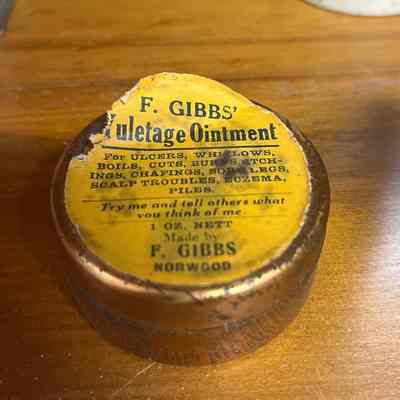 F. GIBBS'
Yuletage Ointment
For ULCERS, WHITLOWS,
BOILS, CUTS, BURNS, ITCH-
INGS, CHAFINGS, SORE LEGS,
SCALP TROUBLES, ECZEMA,
PILES.
Try me and tell others what
you think of me
1 OZ. NETT
Made by
F. GIBBS
NORWOOD